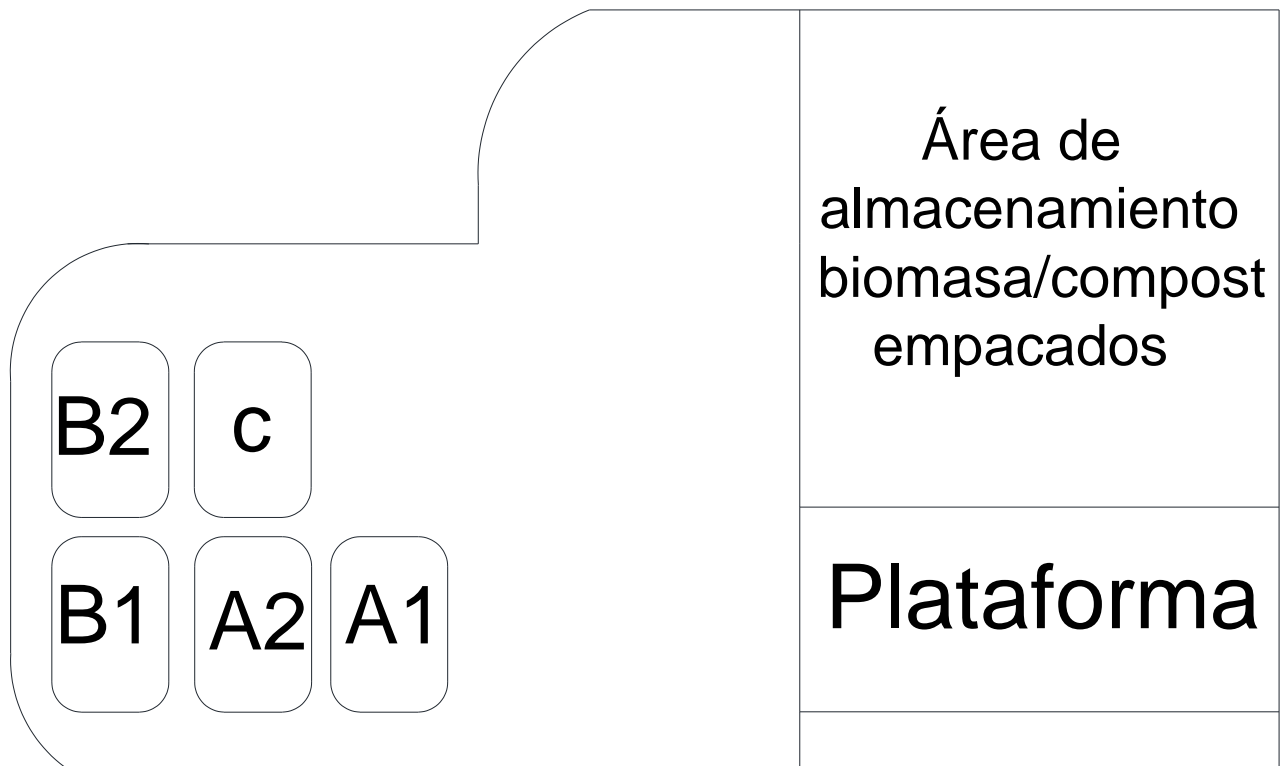 Área de
almacenamiento
biomasa/compost
empacados
B2
c
B1
A2
A1
Plataforma